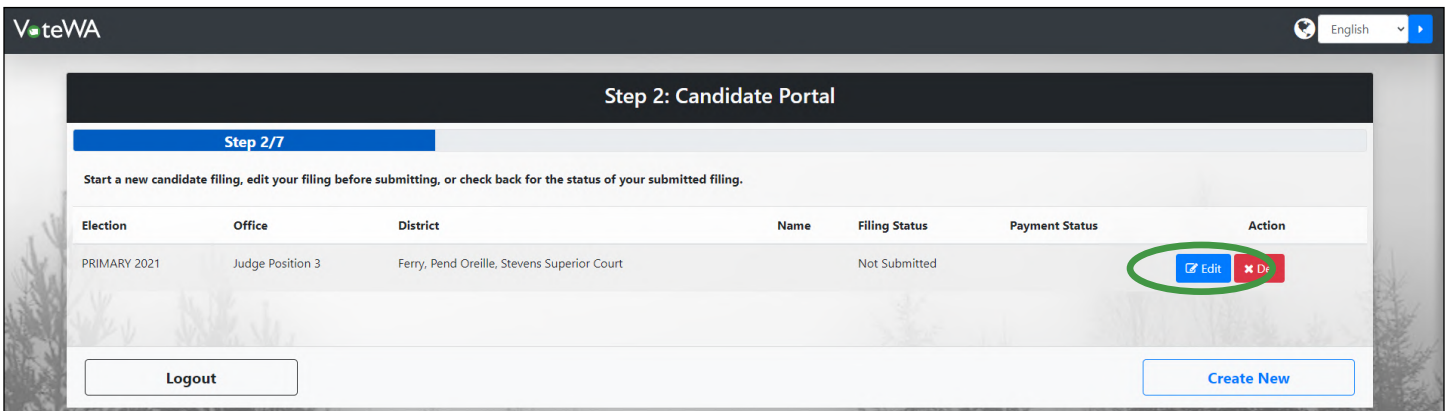 VoteWA
English
Step 2: Candidate Portal
Step 2/7
Start a new candidate filing, edit your filing before submitting, or check back for the status of your submitted filing.
Election Office District Name Filing Status Payment Status Action
PRIMARY 2021 Judge Position 3 Ferry, Pend Oreille, Stevens Superior Court Not Submitted Edit
Logout Create New